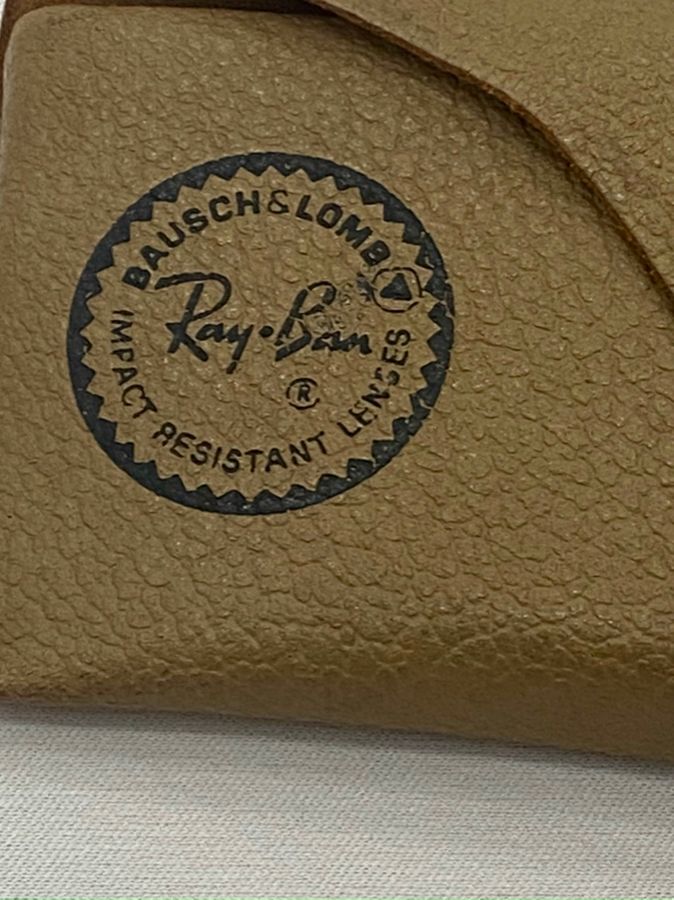 BAUSCH & LOMB
Ray•Ban
®
IMPACT RESISTANT LENSES